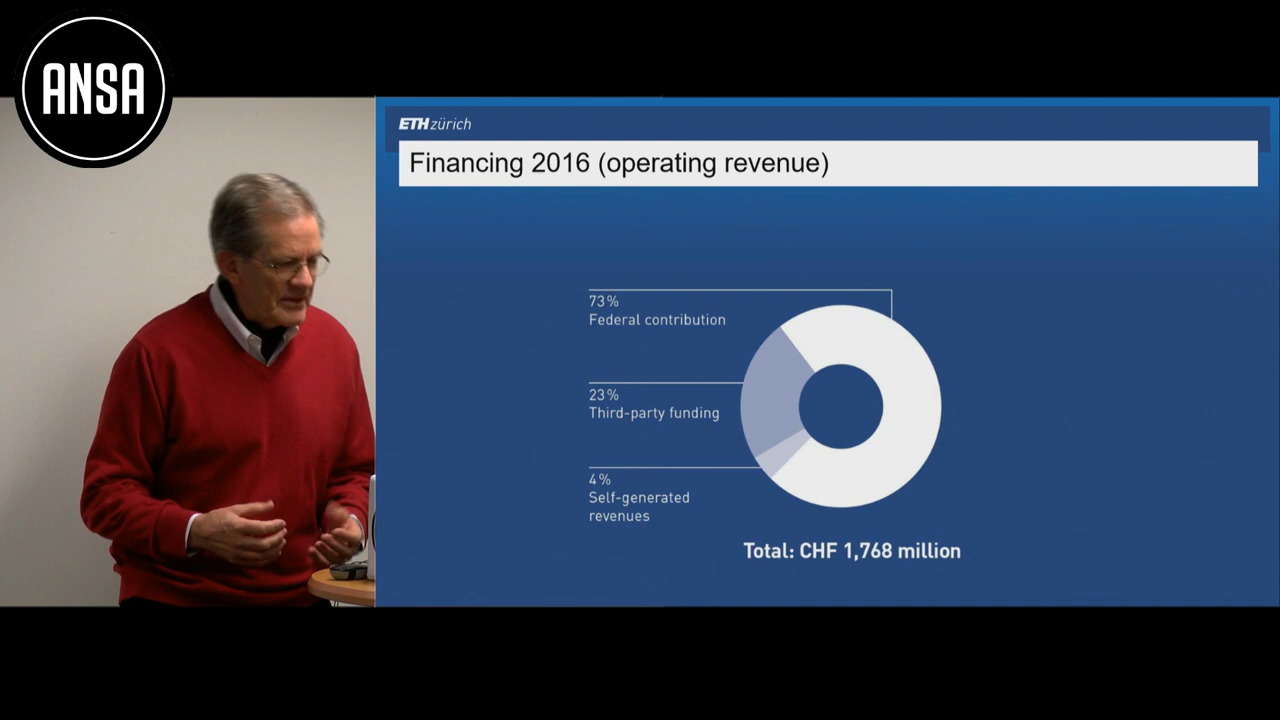 ANSA
ETH zürich
Financing 2016 (operating revenue)
73%
Federal contribution
23%
Third-party funding
4%
Self-generated
revenues
Total: CHF 1,768 million